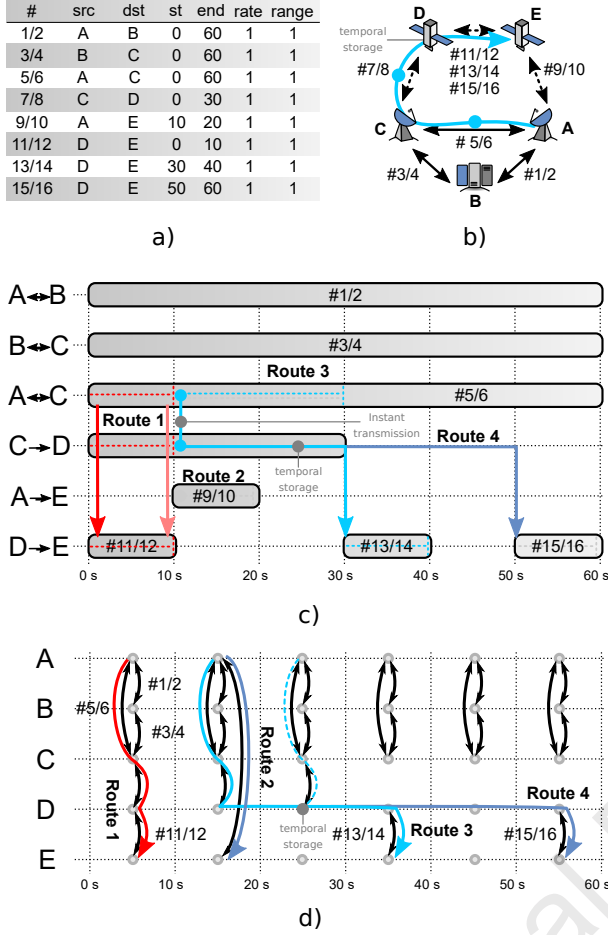 # src dst st end rate range
1/2 A B 0 60 1 1
3/4 B C 0 60 1 1
5/6 A C 0 60 1 1
7/8 C D 0 30 1 1
9/10 A E 10 20 1 1
11/12 D E 0 10 1 1
13/14 D E 30 40 1 1
15/16 D E 50 60 1 1
a)
D E
temporal
storage
#11/12
#7/8 #13/14 #9/10
#15/16
C A
# 5/6
#3/4 #1/2
B
b)
A B #1/2
B C #3/4
Route 3
A C #5/6
Route 1 Instant
transmission
C D Route 4
temporal
storage
Route 2
A E #9/10
D E #11/12 #13/14 #15/16
0 s 10 s 20 s 30 s 40 s 50 s 60 s
c)
A
#1/2
B #5/6
#3/4
Route 2
C
Route 1
Route 4
D
#11/12 temporal
storage
#13/14 Route 3 #15/16
E
0 s 10 s 20 s 30 s 40 s 50 s 60 s
d)